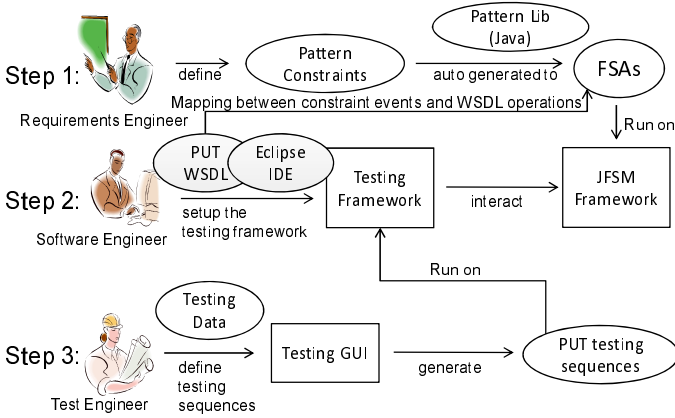 Pattern Lib
(Java)
Step 1:
define
Pattern
Constraints
auto generated to
FSAs
Mapping between constraint events and WSDL operations
Requirements Engineer
Run on
PUT
WSDL
Eclipse
IDE
Step 2:
setup the
testing framework
Testing
Framework
interact
JFSM
Framework
Software Engineer
Run on
Testing
Data
Step 3:
define
testing
sequences
Testing GUI
generate
PUT testing
sequences
Test Engineer